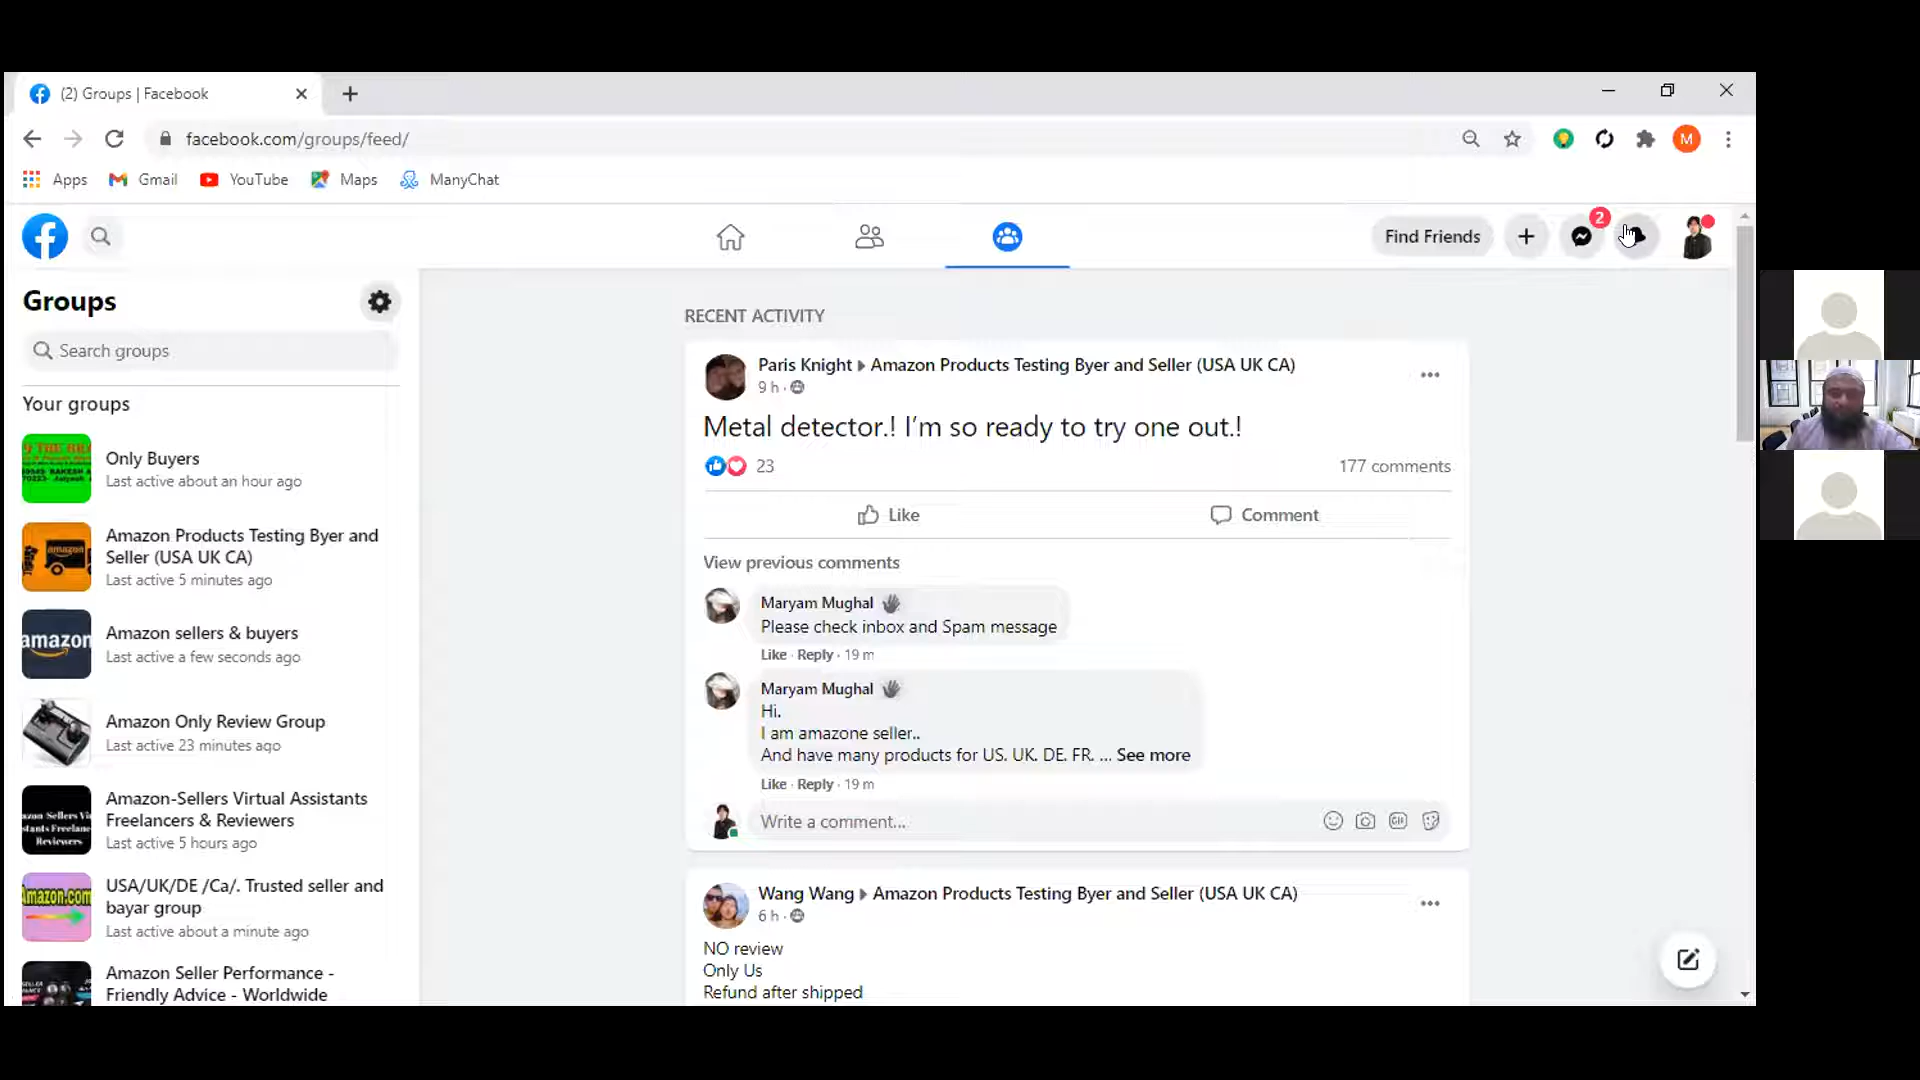 (2) Groups | Facebook
facebook.com/groups/feed/
M
Apps
Gmail
YouTube
Maps
ManyChat
Find Friends
2
Groups
Search groups
Your groups
Only Buyers
Last active about an hour ago
amazon
Amazon Products Testing Byer and
Seller (USA UK CA)
Last active 5 minutes ago
amazon
Amazon sellers & buyers
Last active a few seconds ago
Amazon Only Review Group
Last active 23 minutes ago
Amazon-Sellers Virtual Assistants
Freelancers & Reviewers
Last active 5 hours ago
Reviewers
Amazon.com
USA/UK/DE /Ca/. Trusted seller and
bayar group
Last active about a minute ago
Amazon Seller Performance -
Friendly Advice - Worldwide
RECENT ACTIVITY
Paris Knight Amazon Products Testing Byer and Seller (USA UK CA)
9 h ·
Metal detector.! I'm so ready to try one out.!
23
177 comments
Like
Comment
View previous comments
Maryam Mughal
Please check inbox and Spam message
Like · Reply · 19 m
Maryam Mughal
Hi.
I am amazone seller..
And have many products for US. UK. DE. FR. ... See more
Like · Reply · 19 m
Write a comment...
GIF
Wang Wang Amazon Products Testing Byer and Seller (USA UK CA)
6 h ·
NO review
Only Us
Refund after shipped